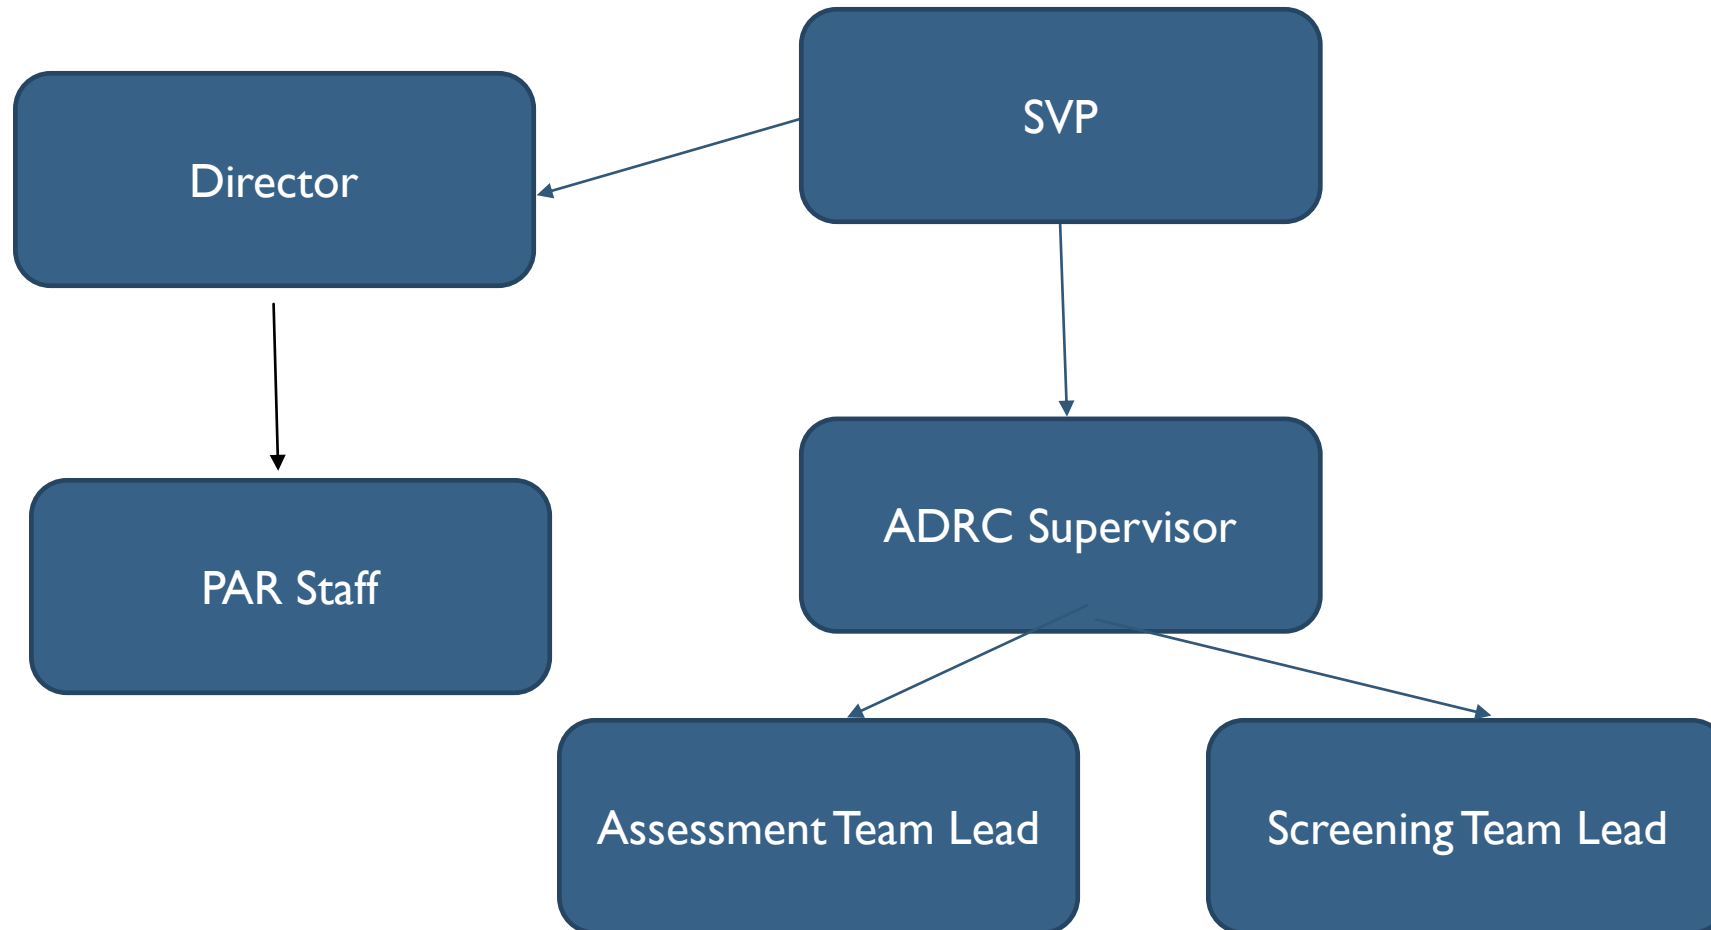 SVP
Director
ADRC Supervisor
PAR Staff
Assessment Team Lead
Screening Team Lead